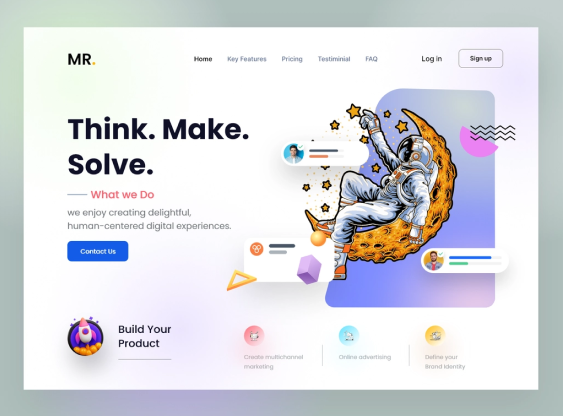 MR.
Home Key Features Pricing Testiminial FAQ Log in Sign up
Think. Make.
Solve.
What we Do
we enjoy creating delightful,
human-centered digital experiences.
Contact Us
Build Your
Product
Create multichannel
marketing
Online advertising
Define your
Brand Identity